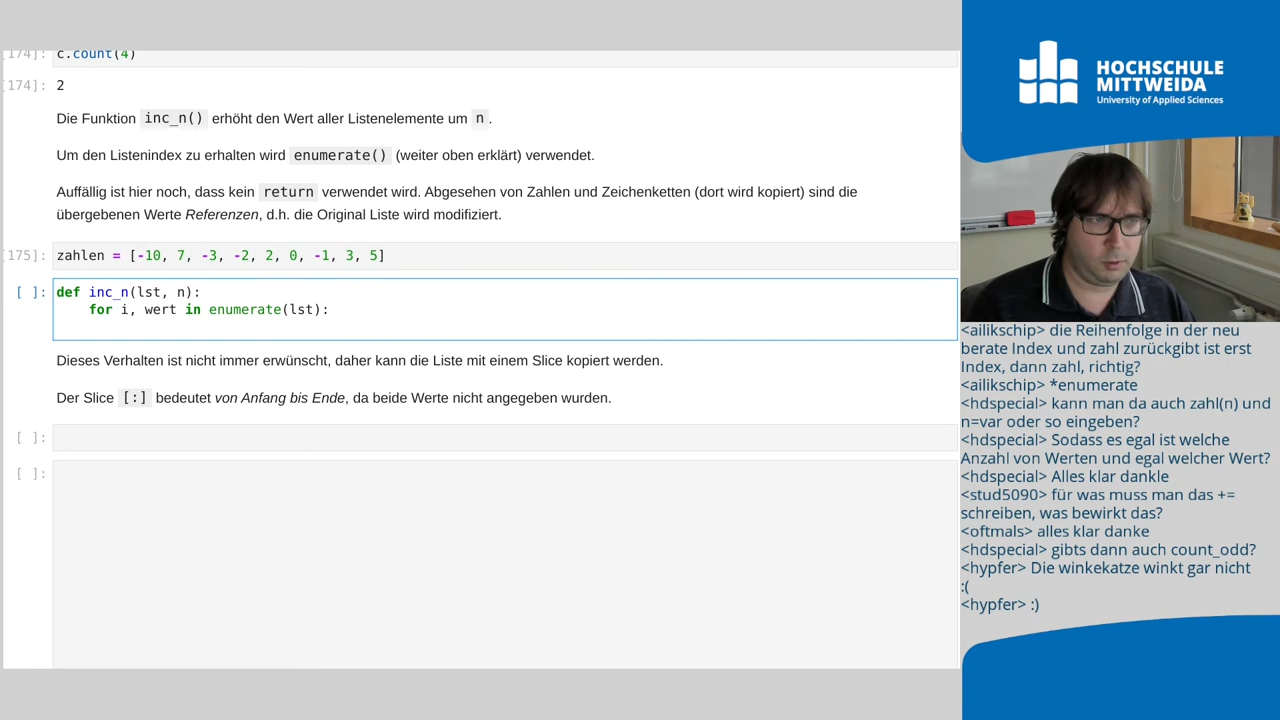 [174]: c.count(4)
[174]: 2
Die Funktion inc_n() erhöht den Wert aller Listenelemente um n.
Um den Listenindex zu erhalten wird enumerate() (weiter oben erklärt) verwendet.
Auffällig ist hier noch, dass kein return verwendet wird. Abgesehen von Zahlen und Zeichenketten (dort wird kopiert) sind die
übergebenen Werte Referenzen, d.h. die Original Liste wird modifiziert.
[175]: zahlen = [-10, 7, -3, -2, 2, 0, -1, 3, 5]
[ ]: def inc_n(lst, n):
for i, wert in enumerate(lst):
Dieses Verhalten ist nicht immer erwünscht, daher kann die Liste mit einem Slice kopiert werden.
Der Slice [:] bedeutet von Anfang bis Ende, da beide Werte nicht angegeben wurden.
[ ]:
[ ]:
HOCHSCHULE
MITTWEIDA
University of Applied Sciences
<ailikschip> die Reihenfolge in der neu
berate Index und zahl zurückgibt ist erst
Index, dann zahl, richtig?
<ailikschip> *enumerate
<hdspecial> kann man da auch zahl(n) und
n=var oder so eingeben?
<hdspecial> Sodass es egal ist welche
Anzahl von Werten und egal welcher Wert?
<hdspecial> Alles klar dankle
<stud5090> für was muss man das +=
schreiben, was bewirkt das?
<oftmals> alles klar danke
<hdspecial> gibts dann auch count_odd?
<hypfer> Die winkekatze winkt gar nicht
:(
<hypfer> :)